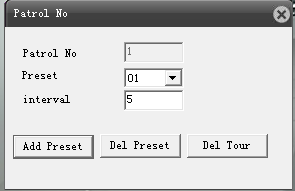 Patrol No
Patrol No 1
Preset 01
interval 5
Add Preset Del Preset Del Tour